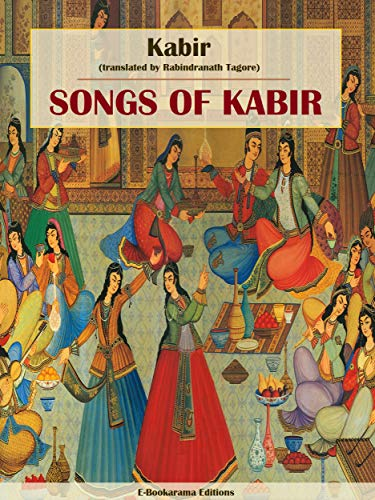 Kabir
(translated by Rabindranath Tagore)
SONGS OF KABIR
E-Bookarama Editions